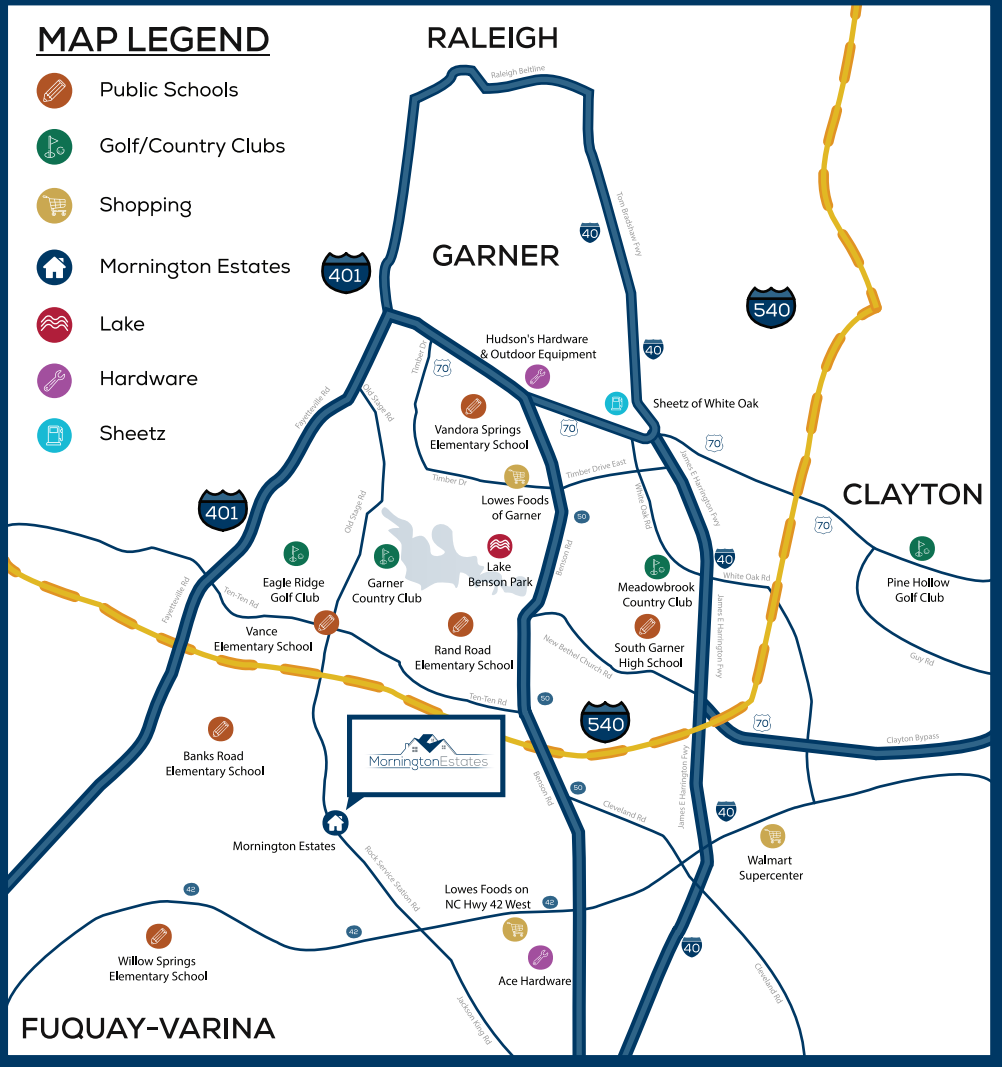 MAP LEGEND
Public Schools
Golf/Country Clubs
Shopping
Mornington Estates
Lake
Hardware
Sheetz
RALEIGH
Raleigh Beltline
Tom Bradshaw Fwy
40
GARNER
401
540
40
Hudson's Hardware
& Outdoor Equipment
Timber Dr
70
Fayetteville Rd
Old Stage Rd
Sheetz of White Oak
Vandora Springs
Elementary School
70
70
James E Harrington Fwy
Timber Dr
Timber Drive East
White Oak Rd
Lowes Foods
of Garner
CLAYTON
401
Old Stage Rd
50
70
Benson Rd
40
Eagle Ridge
Golf Club
Garner
Country Club
Lake
Benson Park
Meadowbrook
Country Club
White Oak Rd
Pine Hollow
Golf Club
Fayetteville Rd
Ten-Ten Rd
James E Harrington Fwy
Vance
Elementary School
Rand Road
Elementary School
New Bethel Church Rd
South Garner
High School
Guy Rd
Ten-Ten Rd
50
540
70
Clayton Bypass
MorningtonEstates
Banks Road
Elementary School
Benson Rd
50
James E Harrington Fwy
Cleveland Rd
40
Mornington Estates
Rock Service Station Rd
Walmart
Supercenter
42
Lowes Foods on
NC Hwy 42 West
42
42
40
Willow Springs
Elementary School
Ace Hardware
Cleveland Rd
Jackson King Rd
FUQUAY-VARINA